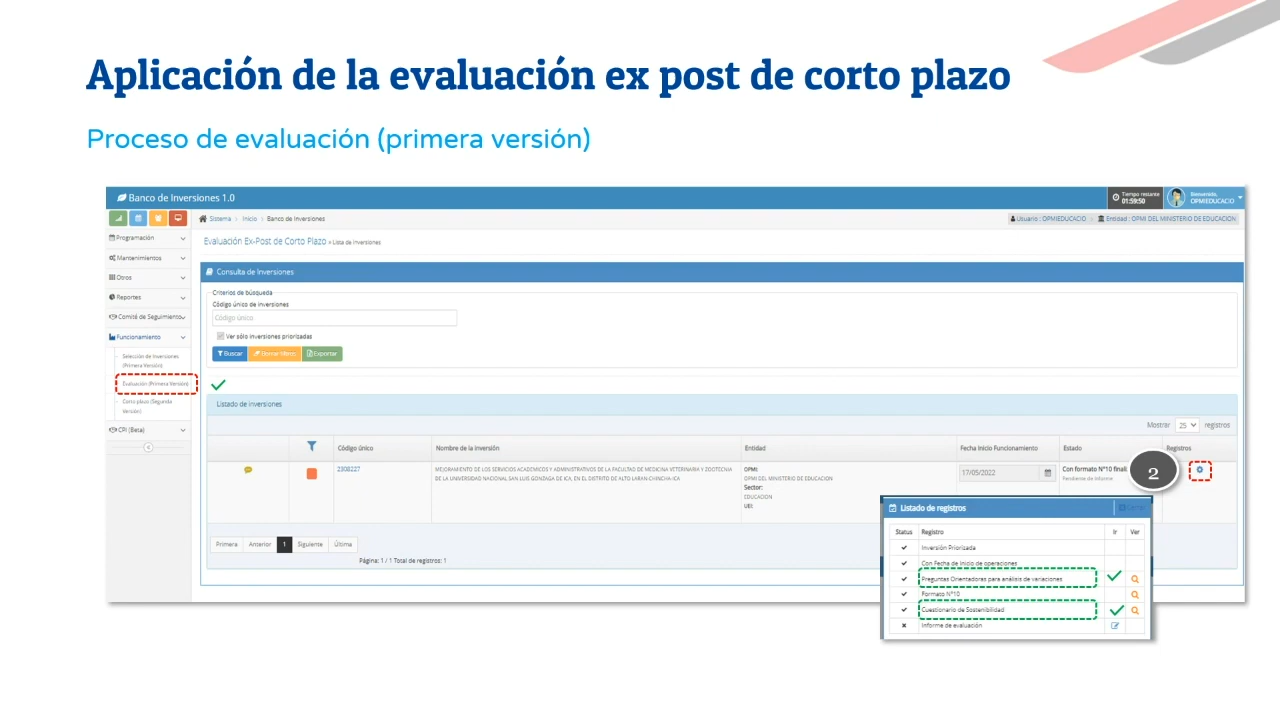 Aplicación de la evaluación ex post de corto plazo
Proceso de evaluación (primera versión)
Banco de Inversiones 1.0
Tiempo restante
01:59:50
Bienvenido,
OPMIEDUCACIO
Sistema > Inicio > Banco de Inversiones
Usuario : OPMIEDUCACIO
Entidad : OPMI DEL MINISTERIO DE EDUCACION
Programación
Mantenimientos
Otros
Reportes
Comité de Seguimiento
Funcionamiento
Selección de Inversiones
(Primera Versión)
Evaluación (Primera Versión)
Corto plazo (Segunda
Versión)
CPI (Beta)
Evaluación Ex-Post de Corto Plazo » Lista de Inversiones
Consulta de Inversiones
Criterios de búsqueda
Código único de inversiones
Código único
Ver sólo inversiones priorizadas
Buscar
Exportar
Listado de inversiones
Mostrar 25 registros
Código único
Nombre de la inversión
Entidad
Fecha Inicio Funcionamiento
Estado
Registros
2308227
MEJORAMIENTO DE LOS SERVICIOS ACADEMICOS Y ADMINISTRATIVOS DE LA FACULTAD DE MEDICINA VETERINARIA Y ZOOTECNIA
DE LA UNIVERSIDAD NACIONAL SAN LUIS GONZAGA DE ICA, EN EL DISTRITO DE ALTO LARAN-CHINCHA-ICA
OPMI:
OPMI DEL MINISTERIO DE EDUCACION
Sector:
EDUCACION
UEI:
17/05/2022
Con formato N°10 finali
Pendiente de Informe
2
Primera Anterior 1 Siguiente Última
Página: 1 / 1 Total de registros: 1
Listado de registros
Status Registro Ir Ver
Inversión Priorizada
Con Fecha de inicio de operaciones
Preguntas Orientadoras para análisis de variaciones
Formato N°10
Cuestionario de Sostenibilidad
Informe de evaluación